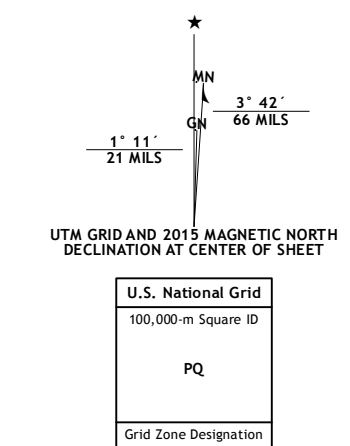 MN
3° 42´
66 MILS
GN
1° 11´
21 MILS
UTM GRID AND 2015 MAGNETIC NORTH
DECLINATION AT CENTER OF SHEET
U.S. National Grid
100,000-m Square ID
PQ
Grid Zone Designation